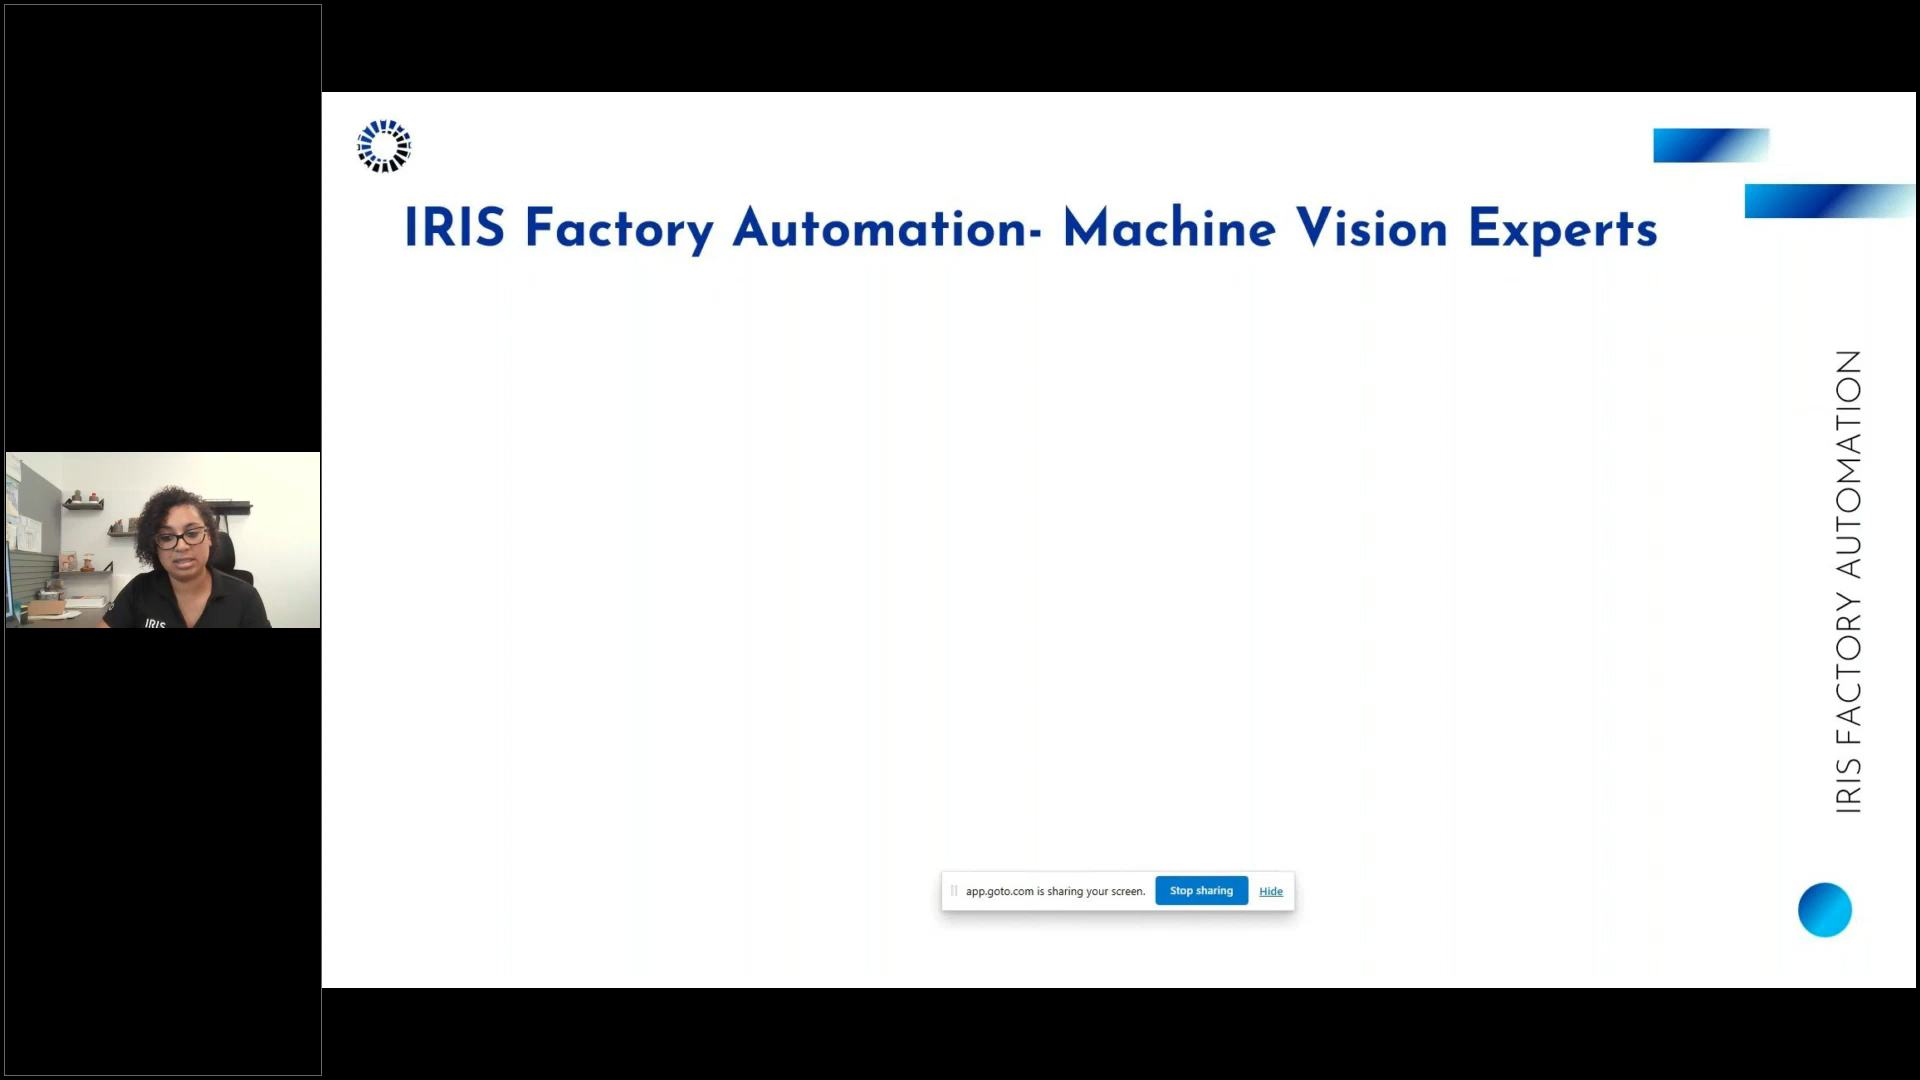 IRIS Factory Automation- Machine Vision Experts
IRIS FACTORY AUTOMATION
IRIS
app.goto.com is sharing your screen.
Stop sharing
Hide